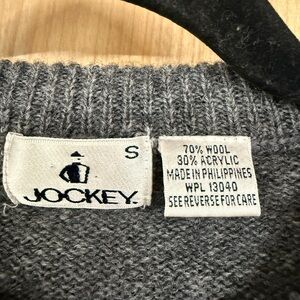 S
JOCKEY.
70% WOOL
30% ACRYLIC
MADE IN PHILIPPINES
WPL 13040
SEE REVERSE FOR CARE